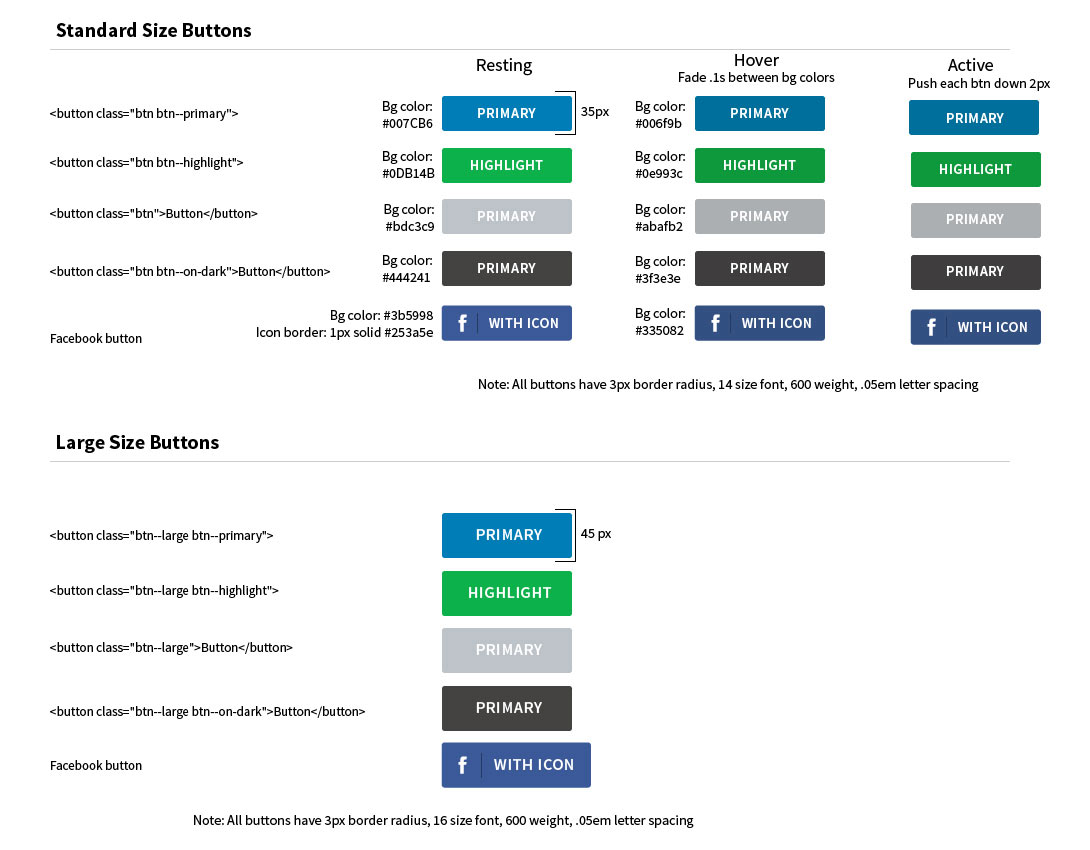 Standard Size Buttons
Resting
Hover
Fade .1s between bg colors
Active
Push each btn down 2px
<button class="btn btn--primary">
Bg color:
#007CB6
PRIMARY
35px
Bg color:
#006f9b
PRIMARY
PRIMARY
<button class="btn btn--highlight">
Bg color:
#0DB14B
HIGHLIGHT
Bg color:
#0e993c
HIGHLIGHT
HIGHLIGHT
<button class="btn">Button</button>
Bg color:
#bdc3c9
PRIMARY
Bg color:
#abafb2
PRIMARY
PRIMARY
<button class="btn btn--on-dark">Button</button>
Bg color:
#444241
PRIMARY
Bg color:
#3f3e3e
PRIMARY
PRIMARY
Facebook button
Bg color: #3b5998
Icon border: 1px solid #253a5e
f WITH ICON
Bg color:
#335082
f WITH ICON
f WITH ICON
Note: All buttons have 3px border radius, 14 size font, 600 weight, .05em letter spacing
Large Size Buttons
<button class="btn--large btn--primary">
PRIMARY
45 px
<button class="btn--large btn--highlight">
HIGHLIGHT
<button class="btn--large">Button</button>
PRIMARY
<button class="btn--large btn--on-dark">Button</button>
PRIMARY
Facebook button
f WITH ICON
Note: All buttons have 3px border radius, 16 size font, 600 weight, .05em letter spacing